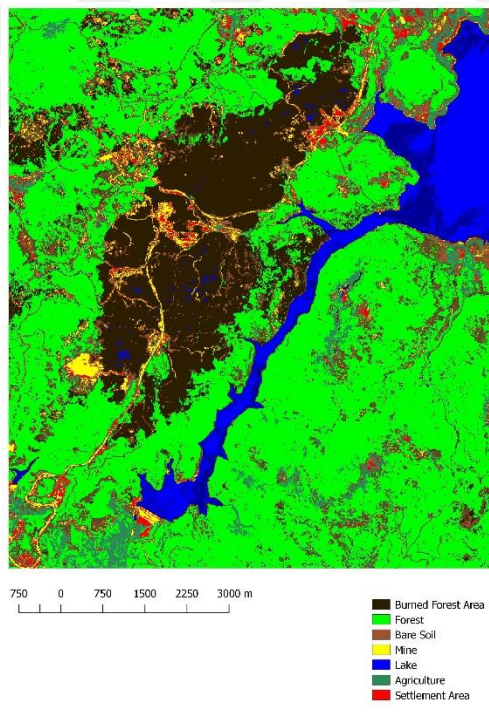 750 0 750 1500 2250 3000 m
Burned Forest Area
Forest
Bare Soil
Mine
Lake
Agriculture
Settlement Area